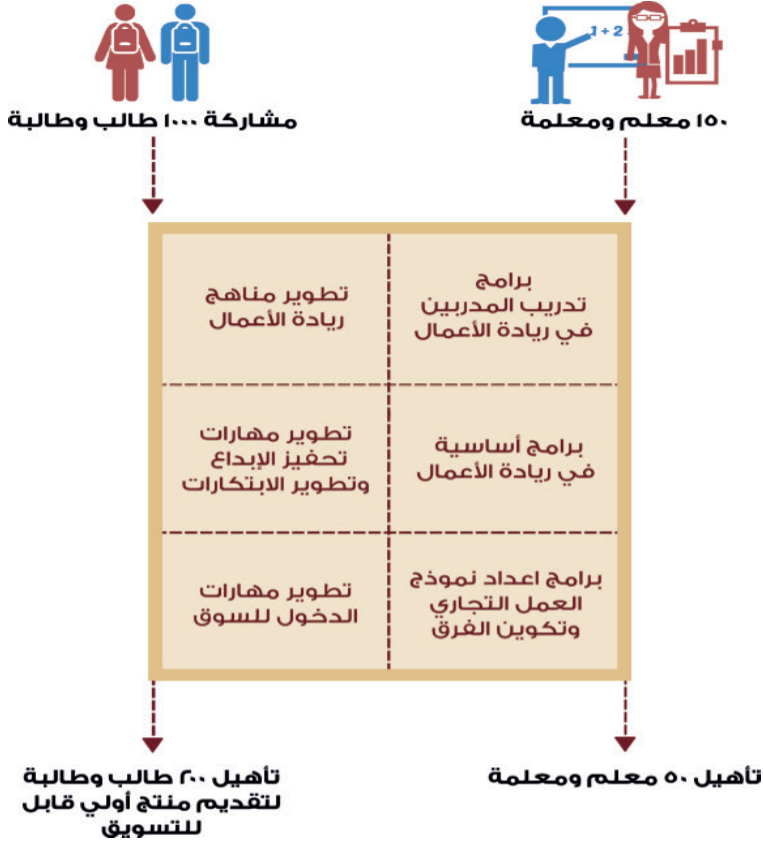 1 + 2
١٥٠ معلم ومعلمة
مشاركة ١٠٠٠ طالب وطالبة
برامج
تدريب المدربين
في ريادة الأعمال
تطوير مناهج
ريادة الأعمال
برامج أساسية
في ريادة الأعمال
تطوير مهارات
تحفيز الإبداع
وتطوير الابتكارات
برامج اعداد نموذج
العمل التجاري
وتكوين الفرق
تطوير مهارات
الدخول للسوق
تأهيل ٥٠ معلم ومعلمة
تأهيل ٢٠٠ طالب وطالبة
لتقديم منتج أولي قابل
للتسويق